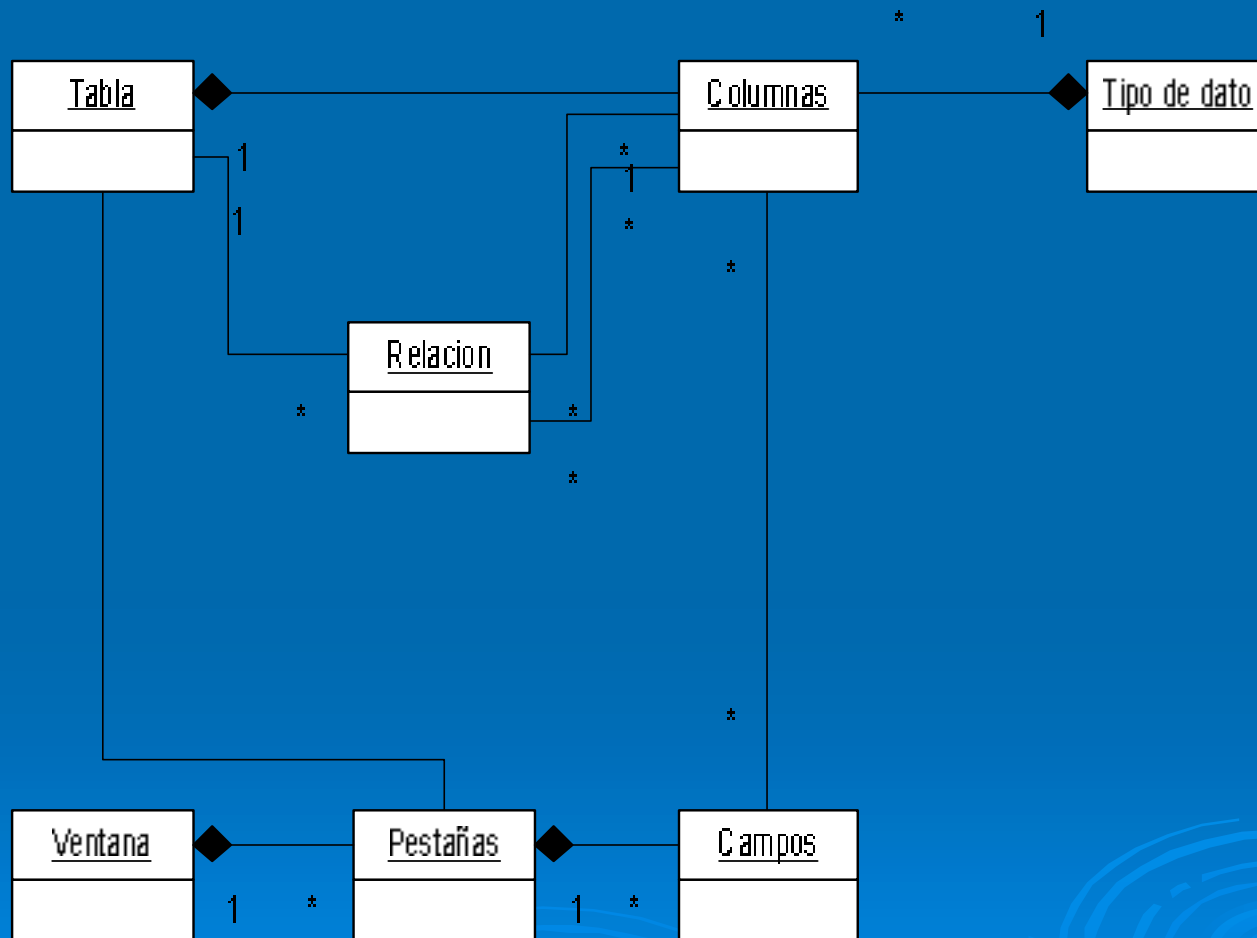 * 1
Tabla
Columnas
Tipo de dato
1
*
1
1
*
*
Relacion
*
*
*
*
Ventana
Pestañas
Campos
1 * 1 *